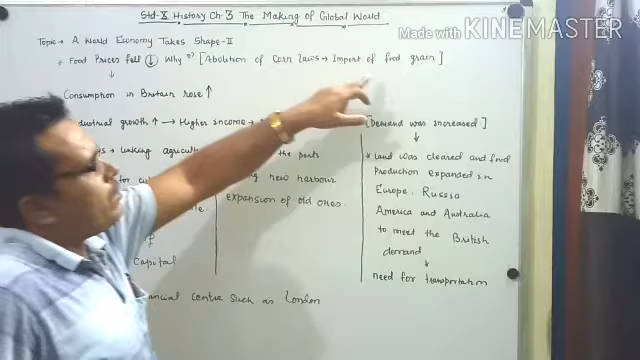 Std-X History Ch-3 The Making of Global World
Made with KINEMASTER
Topic → A World Economy Takes Shape-II
* Food Prices fall ↓ Why ? [Abolition of Corn laws → Import of food grain]
↓
Consumption in Britain rose ↑
dustrial growth ↑ → Higher income →
[Demand was increased]
↓
s → linking agricul
the ports
* land was cleared and food
production expanded in
new harbour
Europe, Russia
expansion of old ones.
America and Australia
to meet the British
demand
↓
Capital
need for transportation
ancial centre such as London